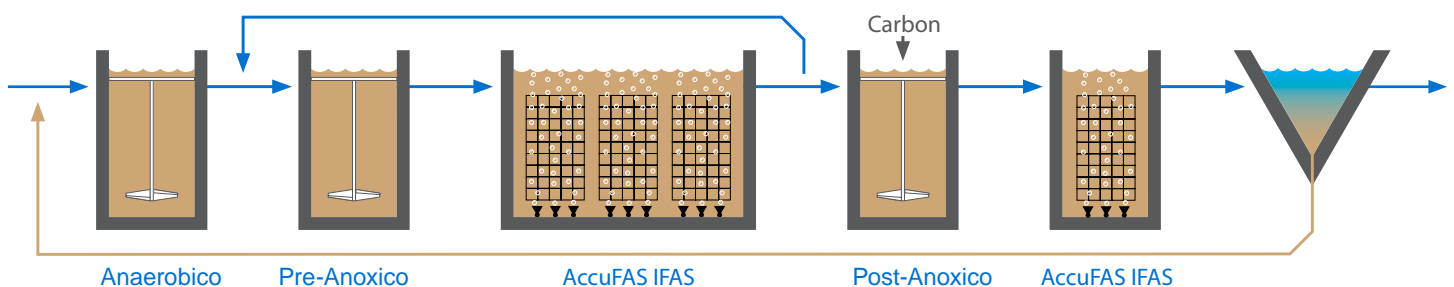 Carbon
Anaerobico
Pre-Anoxico
AccuFAS IFAS
Post-Anoxico
AccuFAS IFAS